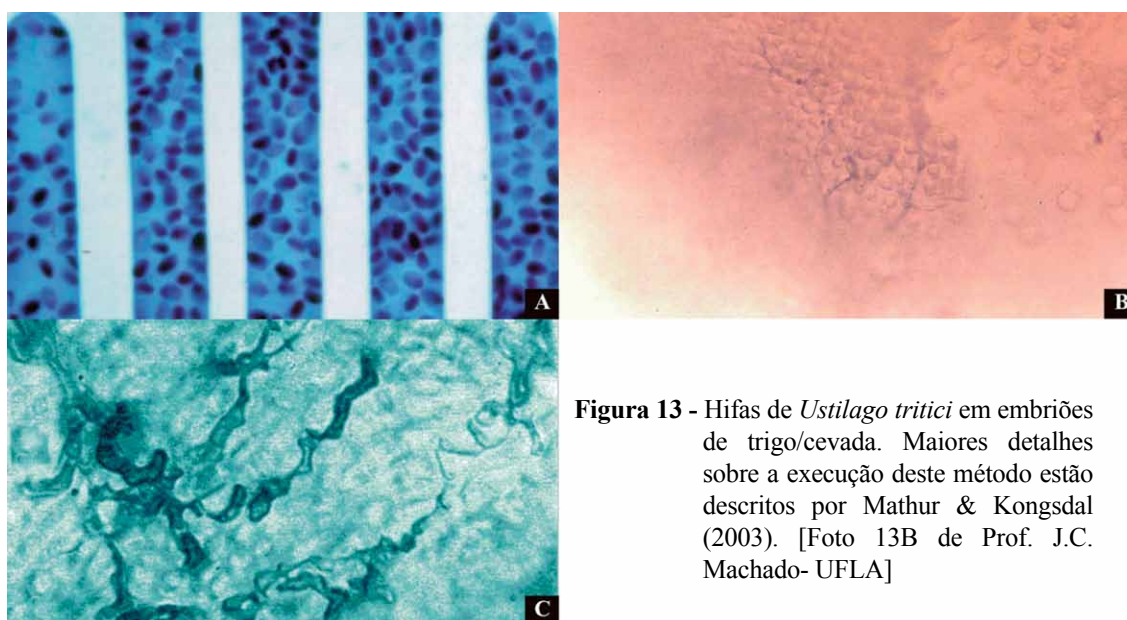 A
B
C
Figura 13 - Hifas de Ustilago tritici em embriões
de trigo/cevada. Maiores detalhes
sobre a execução deste método estão
descritos por Mathur & Kongsdal
(2003). [Foto 13B de Prof. J.C.
Machado- UFLA]